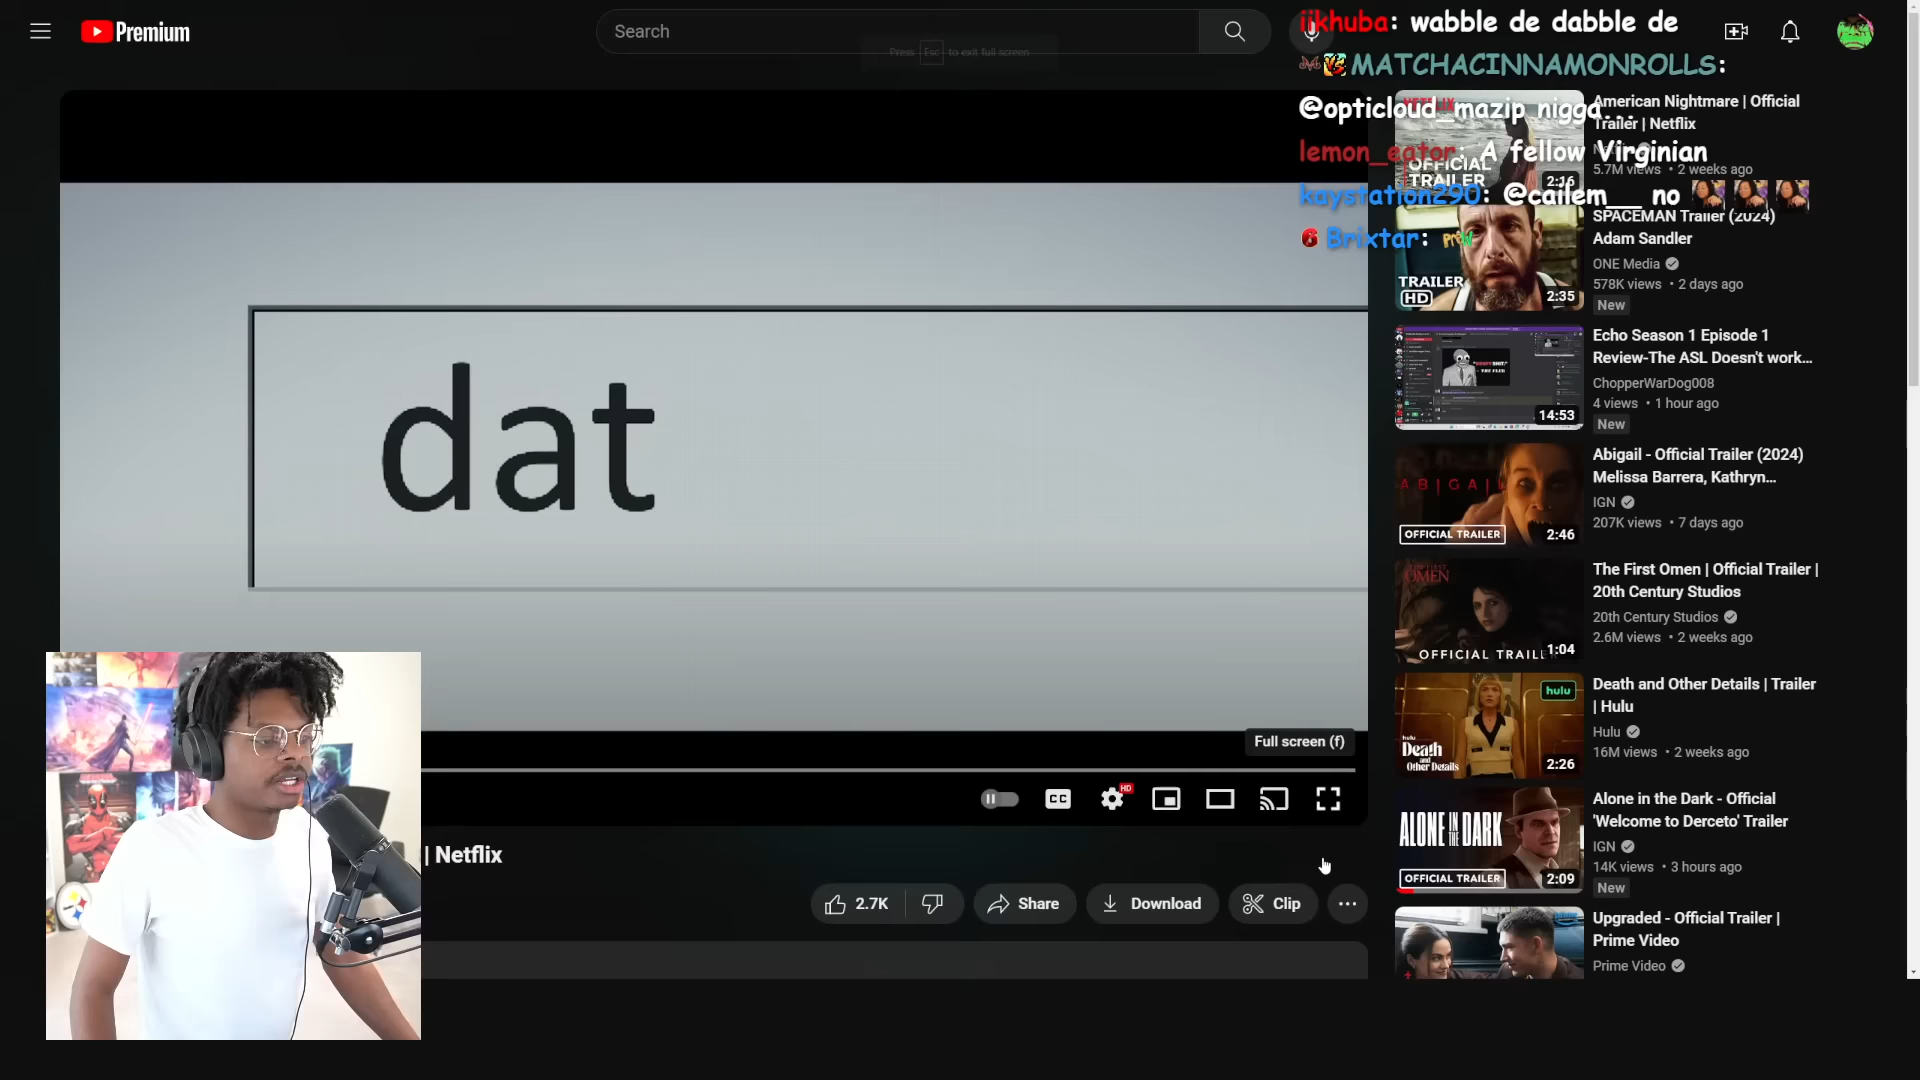 Premium
Search
Press Esc to exit full screen
iikhuba: wabble de dabble de
MATCHACINNAMONROLLS:
@opticloud_mazip nigga...
lemon_eator: A fellow Virginian
kaystation290: @cailem__ no
Brixtar:
dat
Full screen (f)
CC
HD
| Netflix
2.7K
Share
Download
Clip
OFFICIAL
TRAILER
2:16
American Nightmare | Official
Trailer | Netflix
5.7M views • 2 weeks ago
TRAILER
HD
2:35
SPACEMAN Trailer (2024)
Adam Sandler
ONE Media
578K views • 2 days ago
New
14:53
Echo Season 1 Episode 1
Review-The ASL Doesn't work...
ChopperWarDog008
4 views • 1 hour ago
New
ABIGAIL
OFFICIAL TRAILER
2:46
Abigail - Official Trailer (2024)
Melissa Barrera, Kathryn...
IGN
207K views • 7 days ago
OMEN
OFFICIAL TRAILE
1:04
The First Omen | Official Trailer |
20th Century Studios
20th Century Studios
2.6M views • 2 weeks ago
hulu
hulu
Death
and
Other Details
2:26
Death and Other Details | Trailer
| Hulu
Hulu
16M views • 2 weeks ago
ALONE IN THE DARK
OFFICIAL TRAILER
2:09
Alone in the Dark - Official
'Welcome to Derceto' Trailer
IGN
14K views • 3 hours ago
New
Upgraded - Official Trailer |
Prime Video
Prime Video